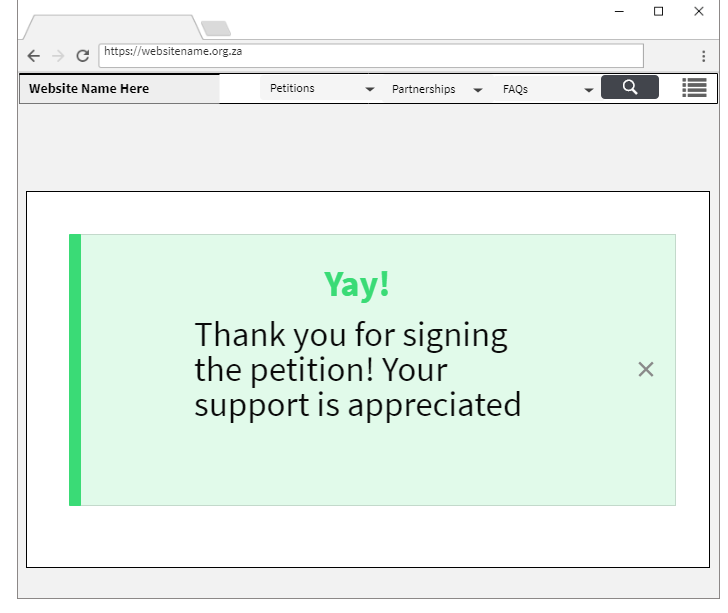 https://websitename.org.za
Website Name Here
Petitions
Partnerships
FAQs
Yay!
Thank you for signing
the petition! Your
support is appreciated